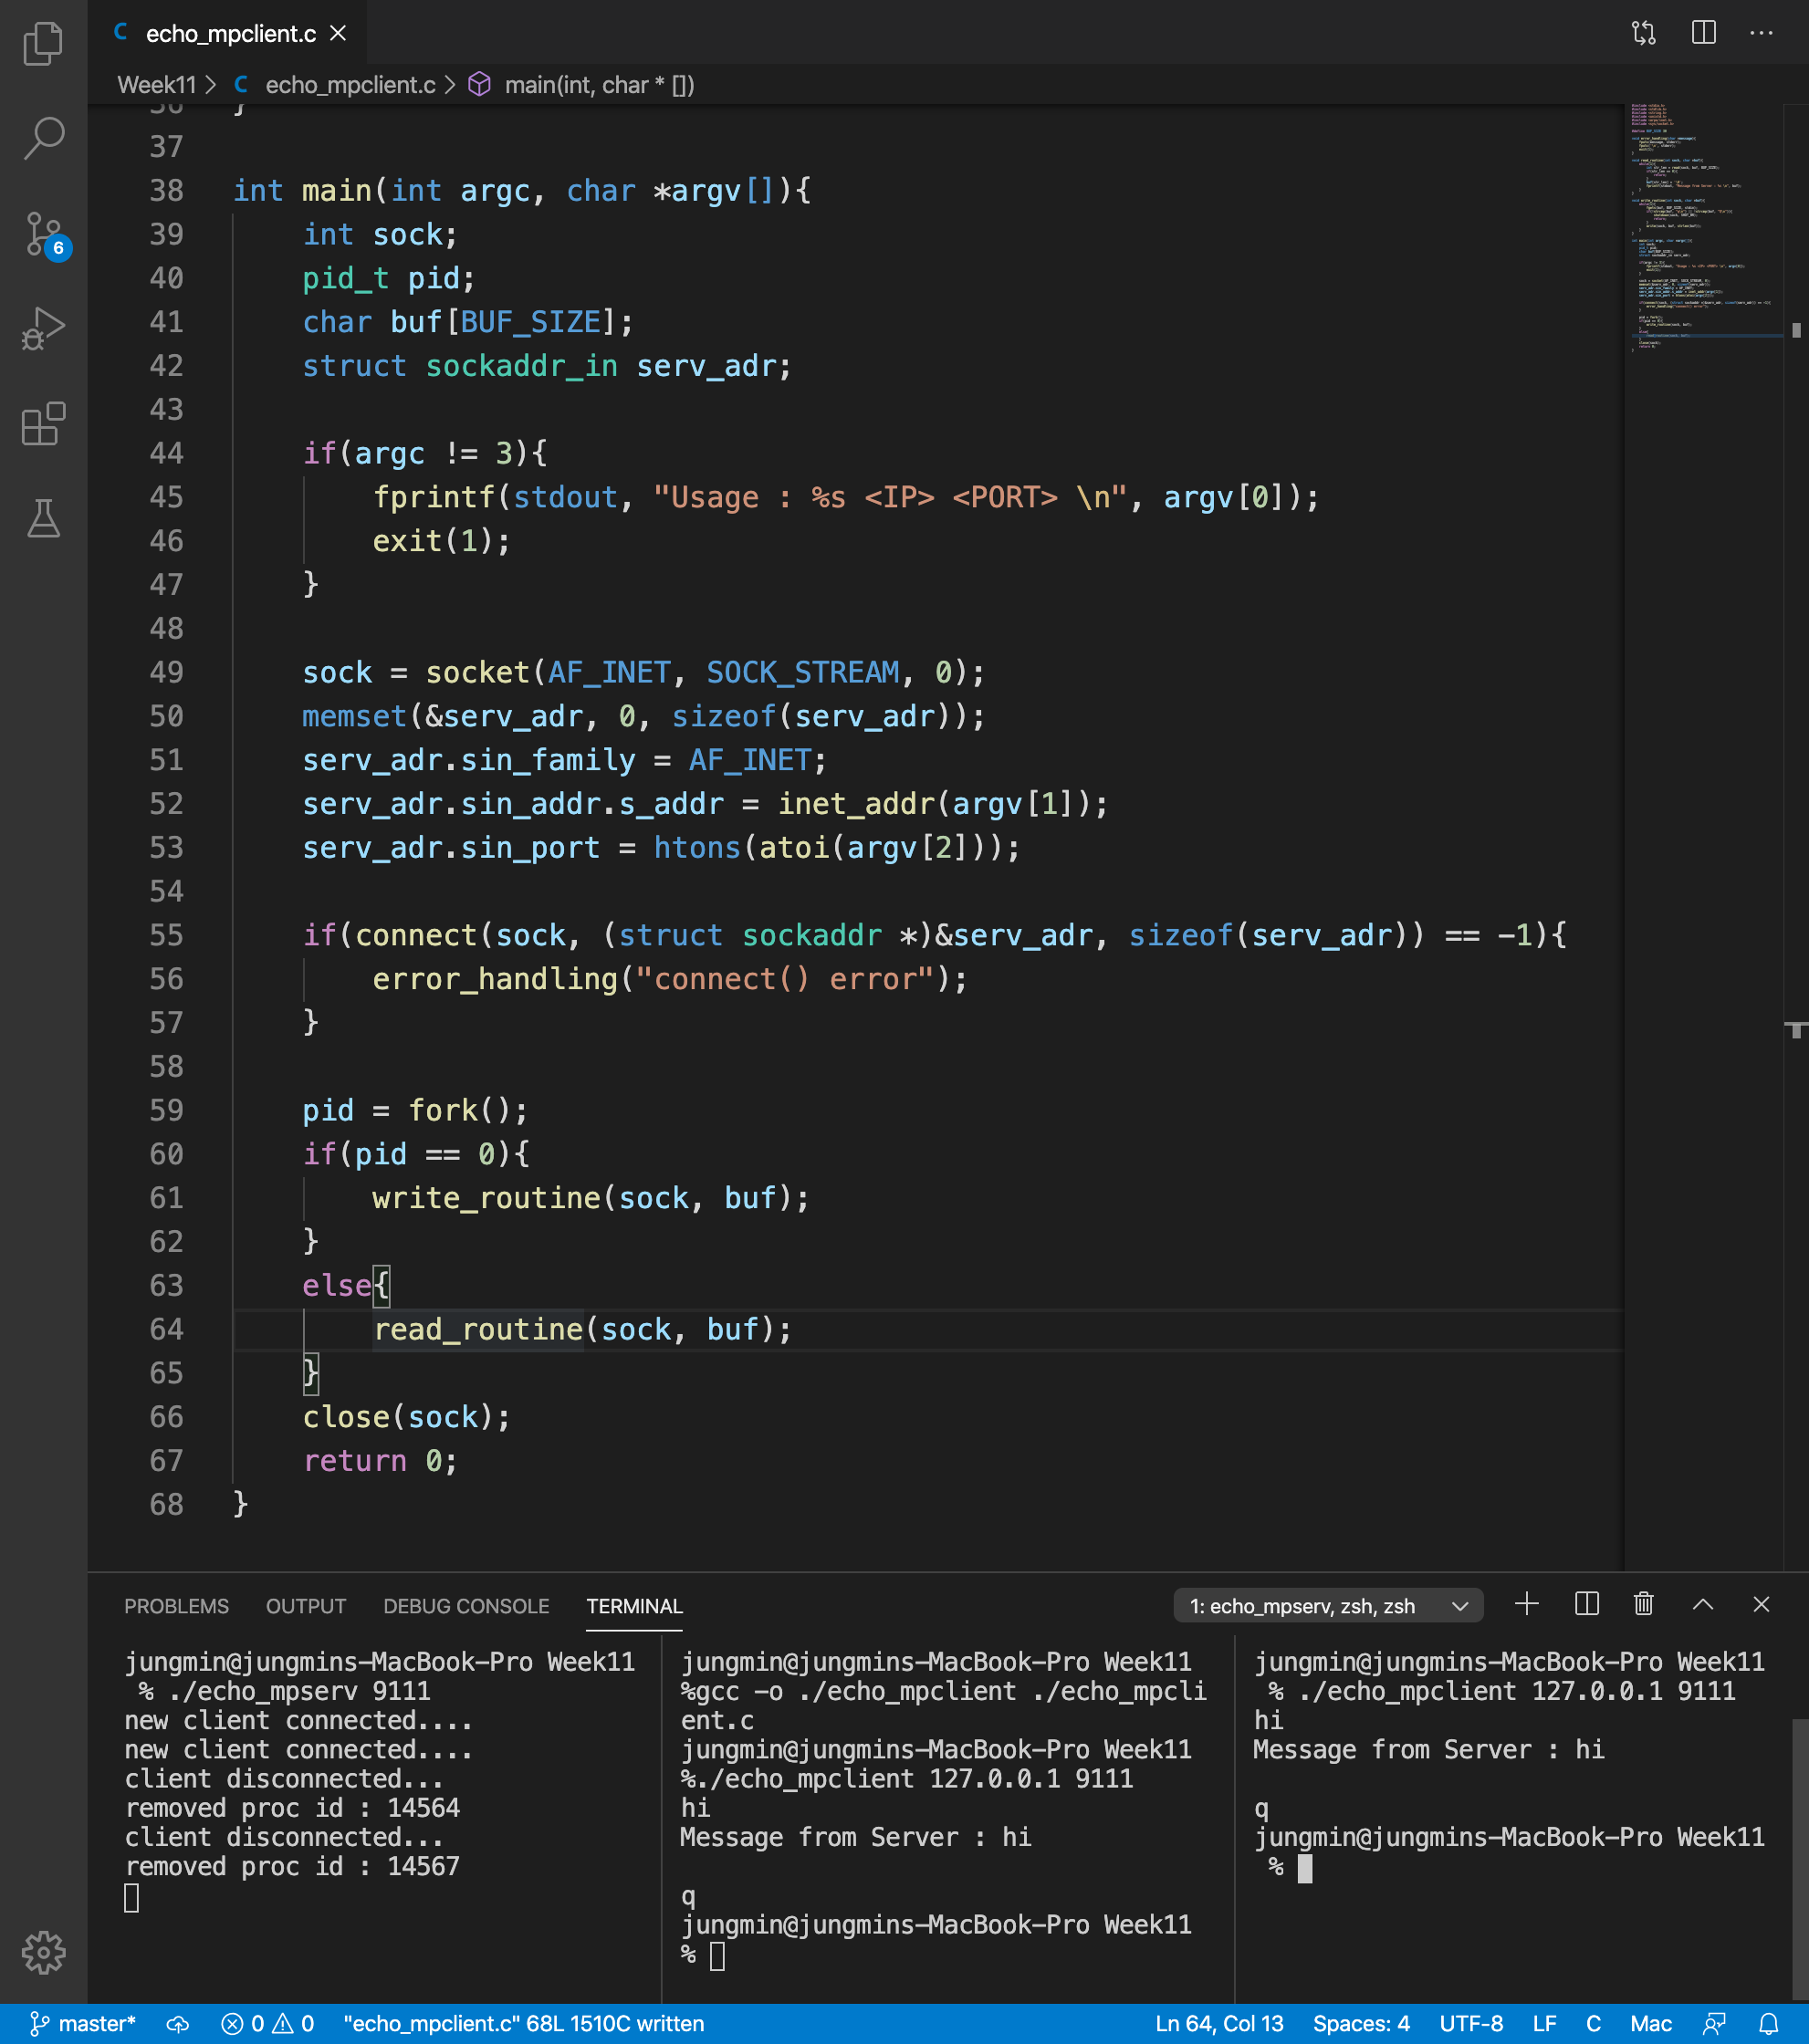 echo_mpclient.c
Week11 > echo_mpclient.c > main(int, char * [])
36 }
37
38 int main(int argc, char *argv[]){
39 int sock;
40 pid_t pid;
41 char buf[BUF_SIZE];
42 struct sockaddr_in serv_adr;
43
44 if(argc != 3){
45 fprintf(stdout, "Usage : %s <IP> <PORT> \n", argv[0]);
46 exit(1);
47 }
48
49 sock = socket(AF_INET, SOCK_STREAM, 0);
50 memset(&serv_adr, 0, sizeof(serv_adr));
51 serv_adr.sin_family = AF_INET;
52 serv_adr.sin_addr.s_addr = inet_addr(argv[1]);
53 serv_adr.sin_port = htons(atoi(argv[2]));
54
55 if(connect(sock, (struct sockaddr *)&serv_adr, sizeof(serv_adr)) == -1){
56 error_handling("connect() error");
57 }
58
59 pid = fork();
60 if(pid == 0){
61 write_routine(sock, buf);
62 }
63 else{
64 read_routine(sock, buf);
65 }
66 close(sock);
67 return 0;
68 }
6
PROBLEMS OUTPUT DEBUG CONSOLE TERMINAL
1: echo_mpserv, zsh, zsh
jungmin@jungmins-MacBook-Pro Week11
% ./echo_mpserv 9111
new client connected....
new client connected....
client disconnected...
removed proc id : 14564
client disconnected...
removed proc id : 14567
jungmin@jungmins-MacBook-Pro Week11
%gcc -o ./echo_mpclient ./echo_mpcli
ent.c
jungmin@jungmins-MacBook-Pro Week11
%./echo_mpclient 127.0.0.1 9111
hi
Message from Server : hi
q
jungmin@jungmins-MacBook-Pro Week11
%
jungmin@jungmins-MacBook-Pro Week11
% ./echo_mpclient 127.0.0.1 9111
hi
Message from Server : hi
q
jungmin@jungmins-MacBook-Pro Week11
%
master* 0 0 "echo_mpclient.c" 68L 1510C written Ln 64, Col 13 Spaces: 4 UTF-8 LF C Mac